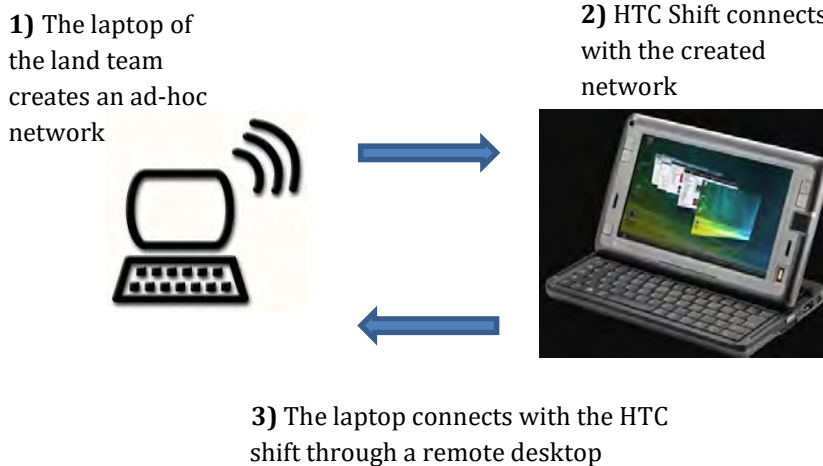 1) The laptop of
the land team
creates an ad-hoc
network
2) HTC Shift connects
with the created
network
3) The laptop connects with the HTC
shift through a remote desktop